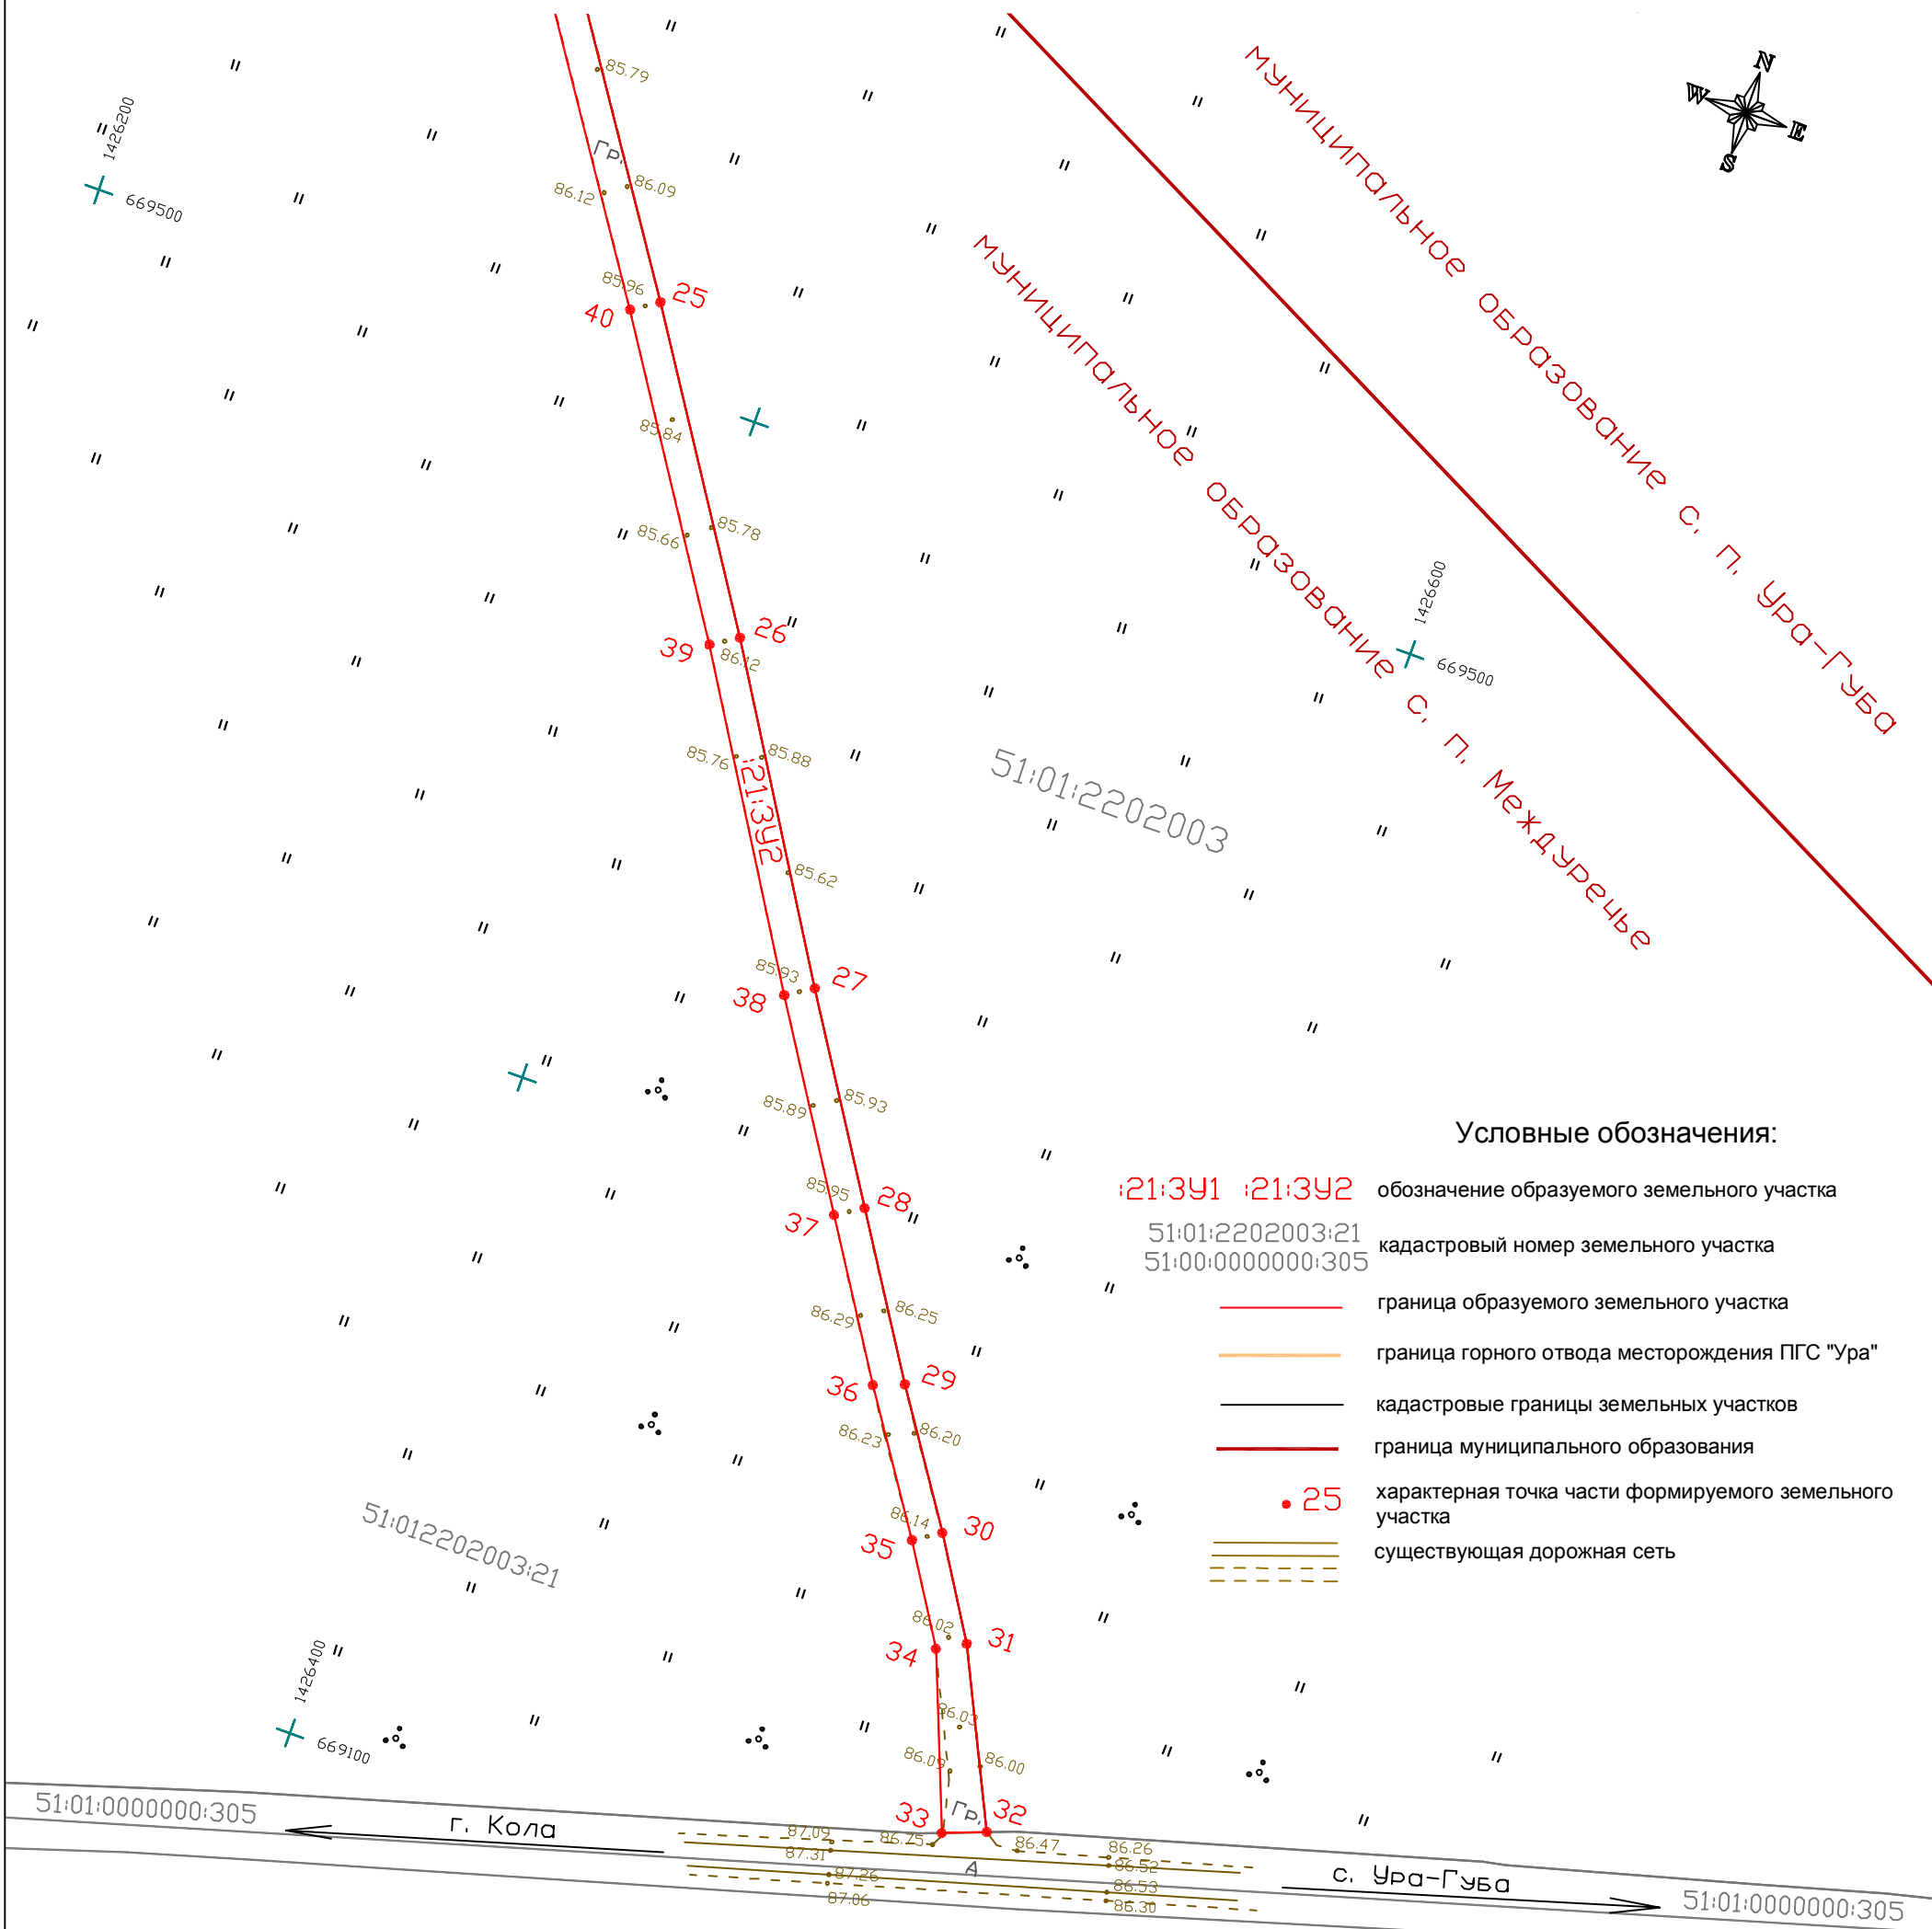 N
W
E
S
муниципальное образование с. п. Ура-Губа
муниципальное образование с. п. Междуречье
1426200
669500
85.79
Гр.
86.12
86.09
85.96
40
25
85.84
85.66
85.78
1426600
669500
39
26
86.12
85.76
85.88
:21:ЗУ2
51:01:2202003
85.62
85.93
38
27
85.89
85.93
85.95
37
28
86.29
86.25
36
29
86.23
86.20
86.14
35
30
51:012202003:21
86.02
34
31
1426400
669100
86.03
86.09
86.00
Гр.
33
32
51:01:0000000:305
г. Кола
87.09
86.75
86.47
86.26
87.31
86.52
А
87.26
86.53
87.06
86.30
с. Ура-Губа
51:01:0000000:305
Условные обозначения:
:21:ЗУ1 :21:ЗУ2 обозначение образуемого земельного участка
51:01:2202003:21
51:00:0000000:305
кадастровый номер земельного участка
граница образуемого земельного участка
граница горного отвода месторождения ПГС "Ура"
кадастровые границы земельных участков
граница муниципального образования
25 характерная точка части формируемого земельного
участка
существующая дорожная сеть